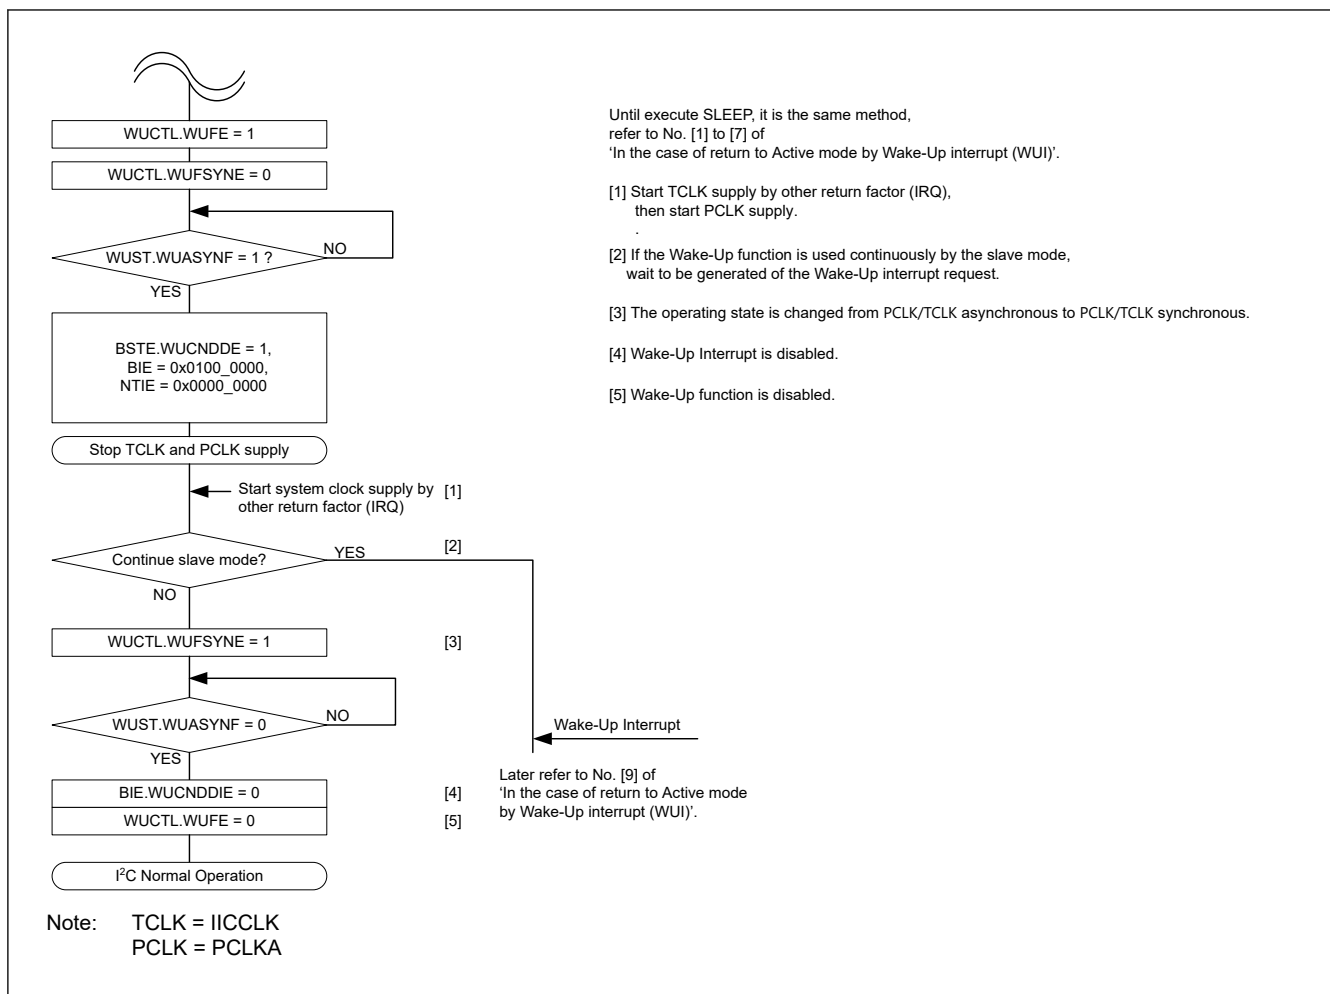 WUCTL.WUFE = 1
WUCTL.WUFSYNE = 0
WUST.WUASYNF = 1 ?
NO
YES
BSTE.WUCNDDE = 1,
BIE = 0x0100_0000,
NTIE = 0x0000_0000
Stop TCLK and PCLK supply
Start system clock supply by
other return factor (IRQ)
[1]
Continue slave mode?
YES
[2]
NO
WUCTL.WUFSYNE = 1
[3]
WUST.WUASYNF = 0
NO
YES
Wake-Up Interrupt
BIE.WUCNDDIE = 0
[4]
WUCTL.WUFE = 0
[5]
Later refer to No. [9] of
‘In the case of return to Active mode
by Wake-Up interrupt (WUI)’.
I²C Normal Operation
Until execute SLEEP, it is the same method,
refer to No. [1] to [7] of
‘In the case of return to Active mode by Wake-Up interrupt (WUI)’.
[1] Start TCLK supply by other return factor (IRQ),
then start PCLK supply.
.
[2] If the Wake-Up function is used continuously by the slave mode,
wait to be generated of the Wake-Up interrupt request.
[3] The operating state is changed from PCLK/TCLK asynchronous to PCLK/TCLK synchronous.
[4] Wake-Up Interrupt is disabled.
[5] Wake-Up function is disabled.
Note: TCLK = IICCLK
PCLK = PCLKA